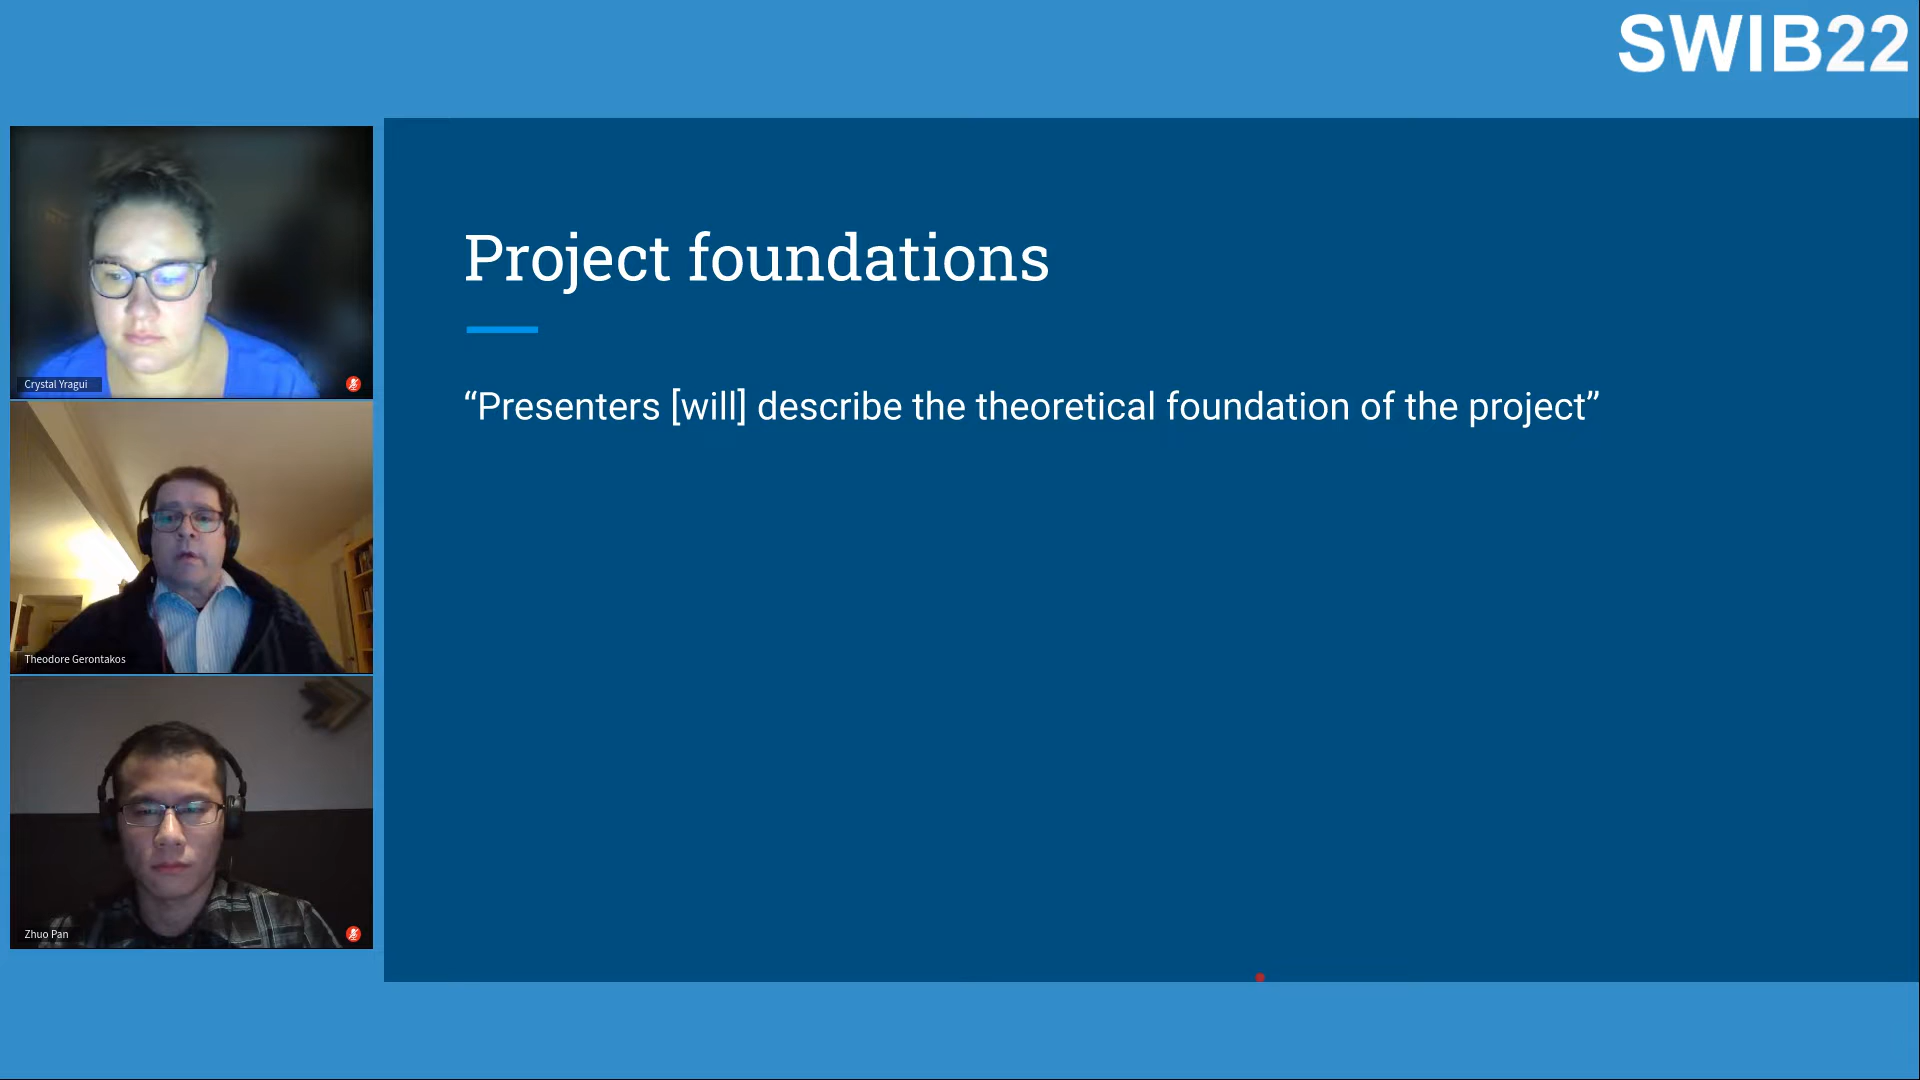 SWIB22
Crystal Yragui
Theodore Gerontakos
Zhuo Pan
Project foundations
“Presenters [will] describe the theoretical foundation of the project”